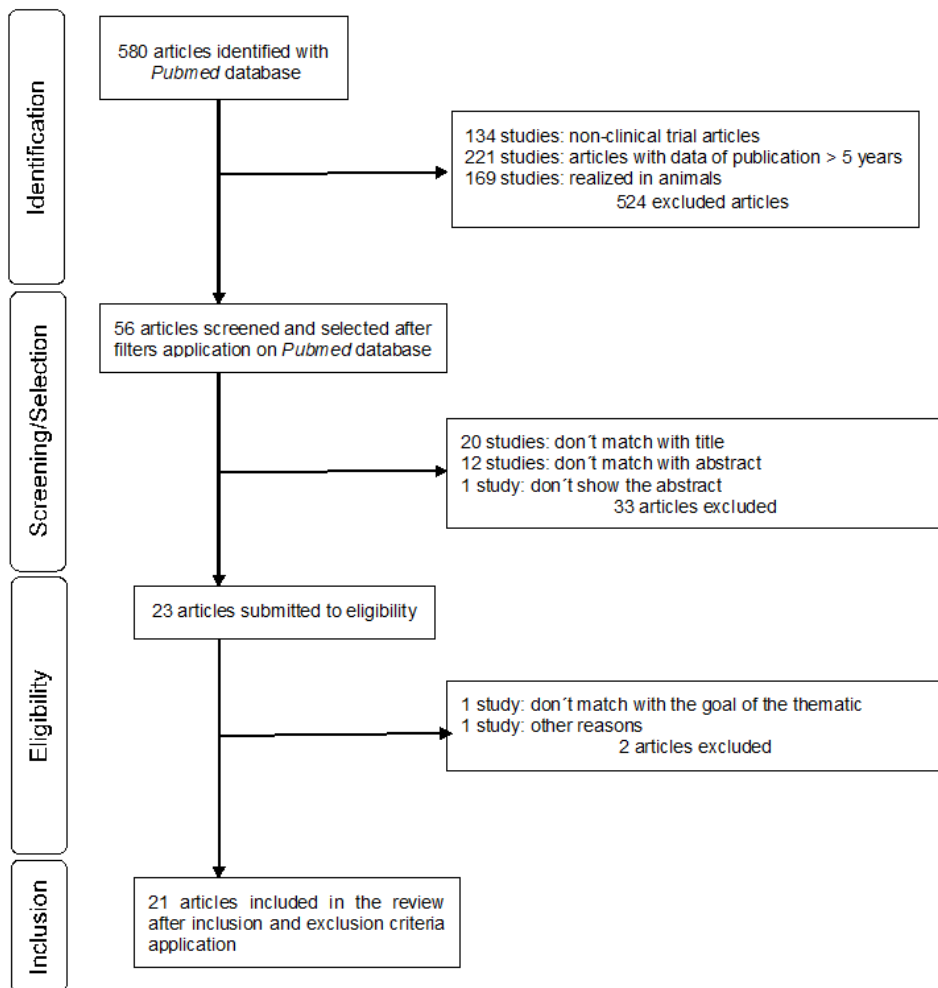 Identification
580 articles identified with
Pubmed database
134 studies: non-clinical trial articles
221 studies: articles with data of publication > 5 years
169 studies: realized in animals
524 excluded articles
Screening/Selection
56 articles screened and selected after
filters application on Pubmed database
20 studies: don´t match with title
12 studies: don´t match with abstract
1 study: don´t show the abstract
33 articles excluded
Eligibility
23 articles submitted to eligibility
1 study: don´t match with the goal of the thematic
1 study: other reasons
2 articles excluded
Inclusion
21 articles included in the review
after inclusion and exclusion criteria
application